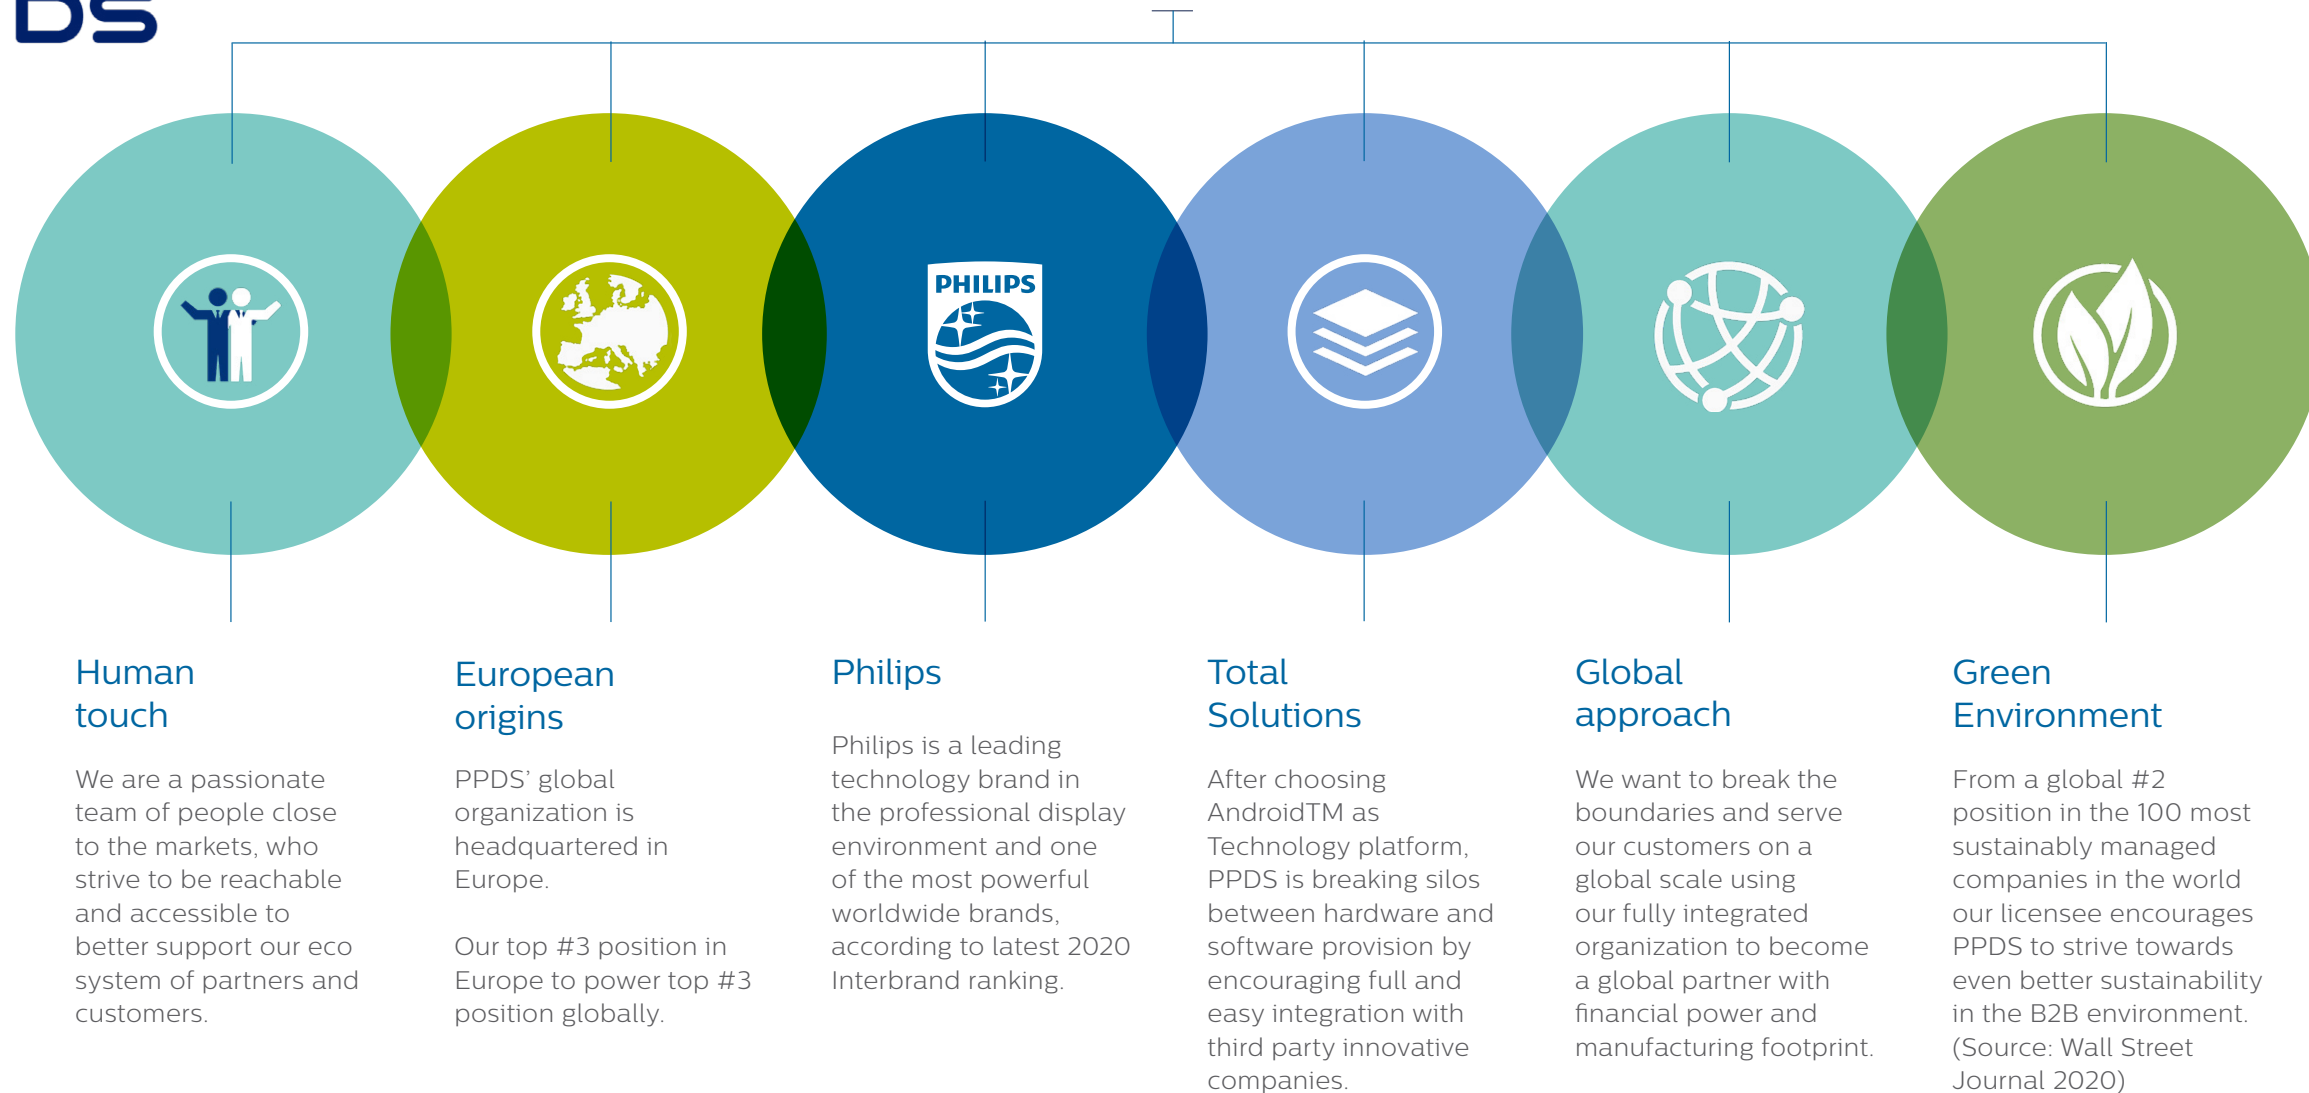 DS
PHILIPS
Human
touch
We are a passionate
team of people close
to the markets, who
strive to be reachable
and accessible to
better support our eco
system of partners and
customers.
European
origins
PPDS’ global
organization is
headquartered in
Europe.
Our top #3 position in
Europe to power top #3
position globally.
Philips
Philips is a leading
technology brand in
the professional display
environment and one
of the most powerful
worldwide brands,
according to latest 2020
Interbrand ranking.
Total
Solutions
After choosing
AndroidTM as
Technology platform,
PPDS is breaking silos
between hardware and
software provision by
encouraging full and
easy integration with
third party innovative
companies.
Global
approach
We want to break the
boundaries and serve
our customers on a
global scale using
our fully integrated
organization to become
a global partner with
financial power and
manufacturing footprint.
Green
Environment
From a global #2
position in the 100 most
sustainably managed
companies in the world
our licensee encourages
PPDS to strive towards
even better sustainability
in the B2B environment.
(Source: Wall Street
Journal 2020)